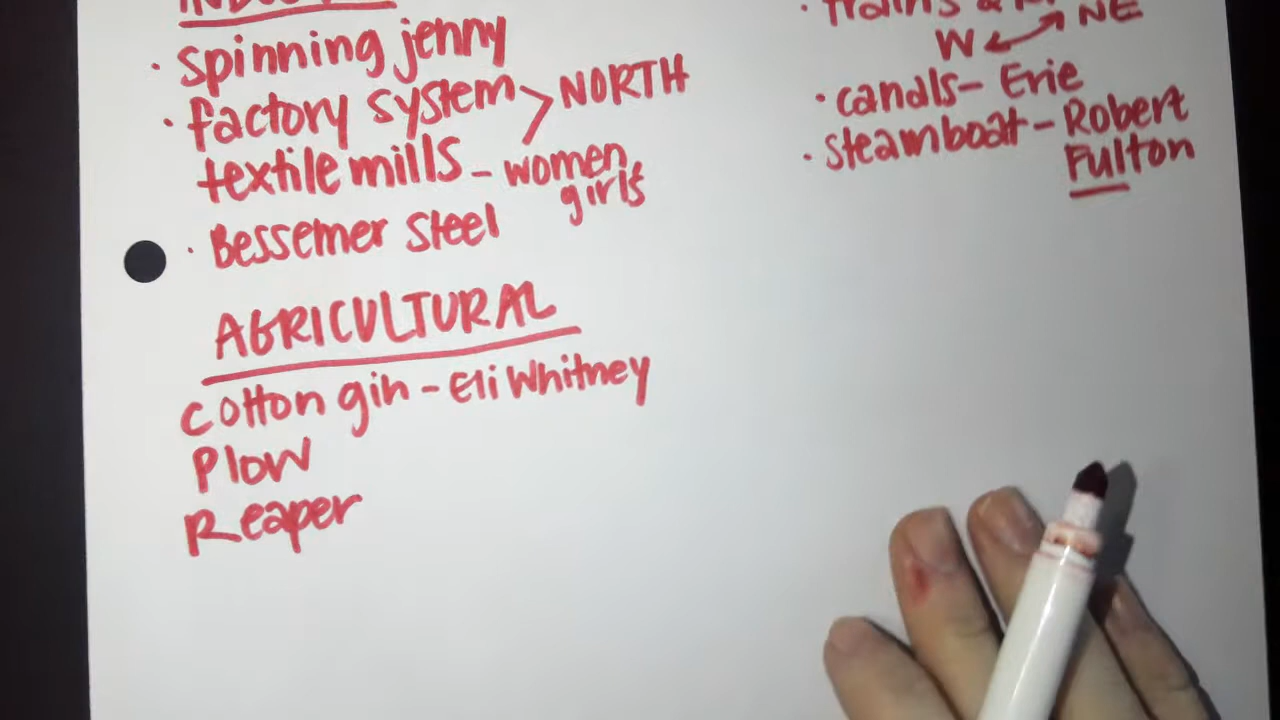 · spinning jenny
· factory system > NORTH
textile mills - women,
girls
· Bessemer Steel
AGRICULTURAL
Cotton gin - Eli Whitney
Plow
Reaper
· trains &
W ↔ NE
· canals - Erie
· steamboat - Robert
Fulton